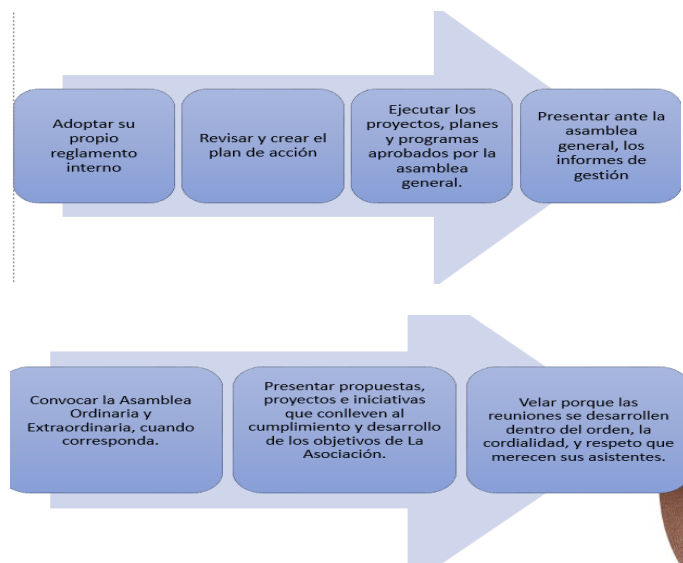 Adoptar su
propio
reglamento
interno
Revisar y crear el
plan de acción
Ejecutar los
proyectos, planes
y programas
aprobados por la
asamblea
general.
Presentar ante la
asamblea
general, los
informes de
gestión
Convocar la Asamblea
Ordinaria y
Extraordinaria, cuando
corresponda.
Presentar propuestas,
proyectos e iniciativas
que conlleven al
cumplimiento y desarrollo
de los objetivos de La
Asociación.
Velar porque las
reuniones se desarrollen
dentro del orden, la
cordialidad, y respeto que
merecen sus asistentes.